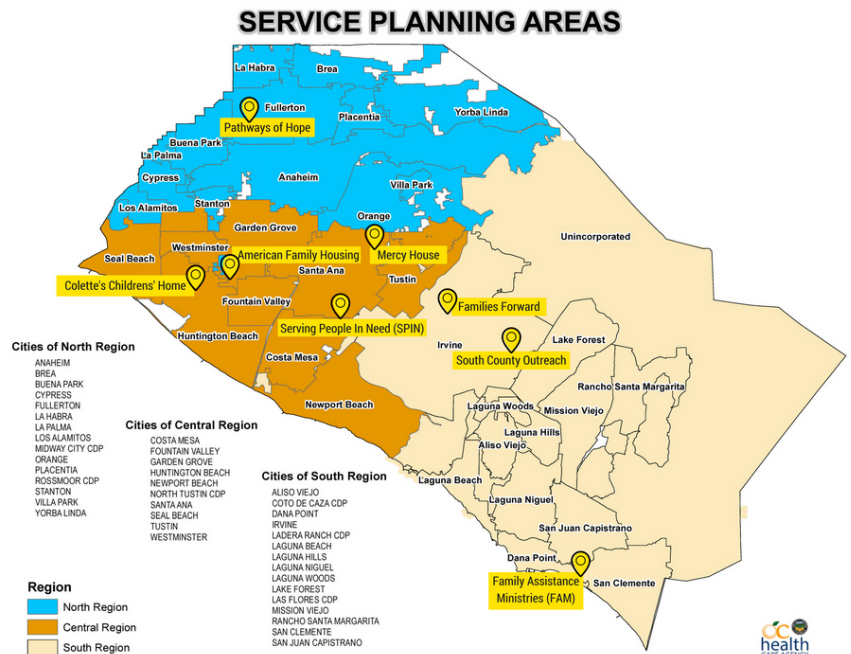 SERVICE PLANNING AREAS
La Habra
Brea
Fullerton
Pathways of Hope
Placentia
Yorba Linda
Buena Park
La Palma
Cypress
Anaheim
Villa Park
Los Alamitos
Stanton
Orange
Garden Grove
Unincorporated
Westminster
American Family Housing
Mercy House
Seal Beach
Santa Ana
Tustin
Colette's Childrens' Home
Fountain Valley
Families Forward
Serving People In Need (SPIN)
Huntington Beach
Irvine
Lake Forest
South County Outreach
Costa Mesa
Rancho Santa Margarita
Newport Beach
Laguna Woods
Mission Viejo
Laguna Hills
Aliso Viejo
Laguna Beach
Laguna Niguel
San Juan Capistrano
Dana Point
Family Assistance
Ministries (FAM)
San Clemente
Cities of North Region
ANAHEIM
BREA
BUENA PARK
CYPRESS
FULLERTON
LA HABRA
LA PALMA
LOS ALAMITOS
MIDWAY CITY CDP
ORANGE
PLACENTIA
ROSSMOOR CDP
STANTON
VILLA PARK
YORBA LINDA
Cities of Central Region
COSTA MESA
FOUNTAIN VALLEY
GARDEN GROVE
HUNTINGTON BEACH
NEWPORT BEACH
NORTH TUSTIN CDP
SANTA ANA
SEAL BEACH
TUSTIN
WESTMINSTER
Cities of South Region
ALISO VIEJO
COTO DE CAZA CDP
DANA POINT
IRVINE
LADERA RANCH CDP
LAGUNA BEACH
LAGUNA HILLS
LAGUNA NIGUEL
LAGUNA WOODS
LAKE FOREST
LAS FLORES CDP
MISSION VIEJO
RANCHO SANTA MARGARITA
SAN CLEMENTE
SAN JUAN CAPISTRANO
Region
North Region
Central Region
South Region
OC
health